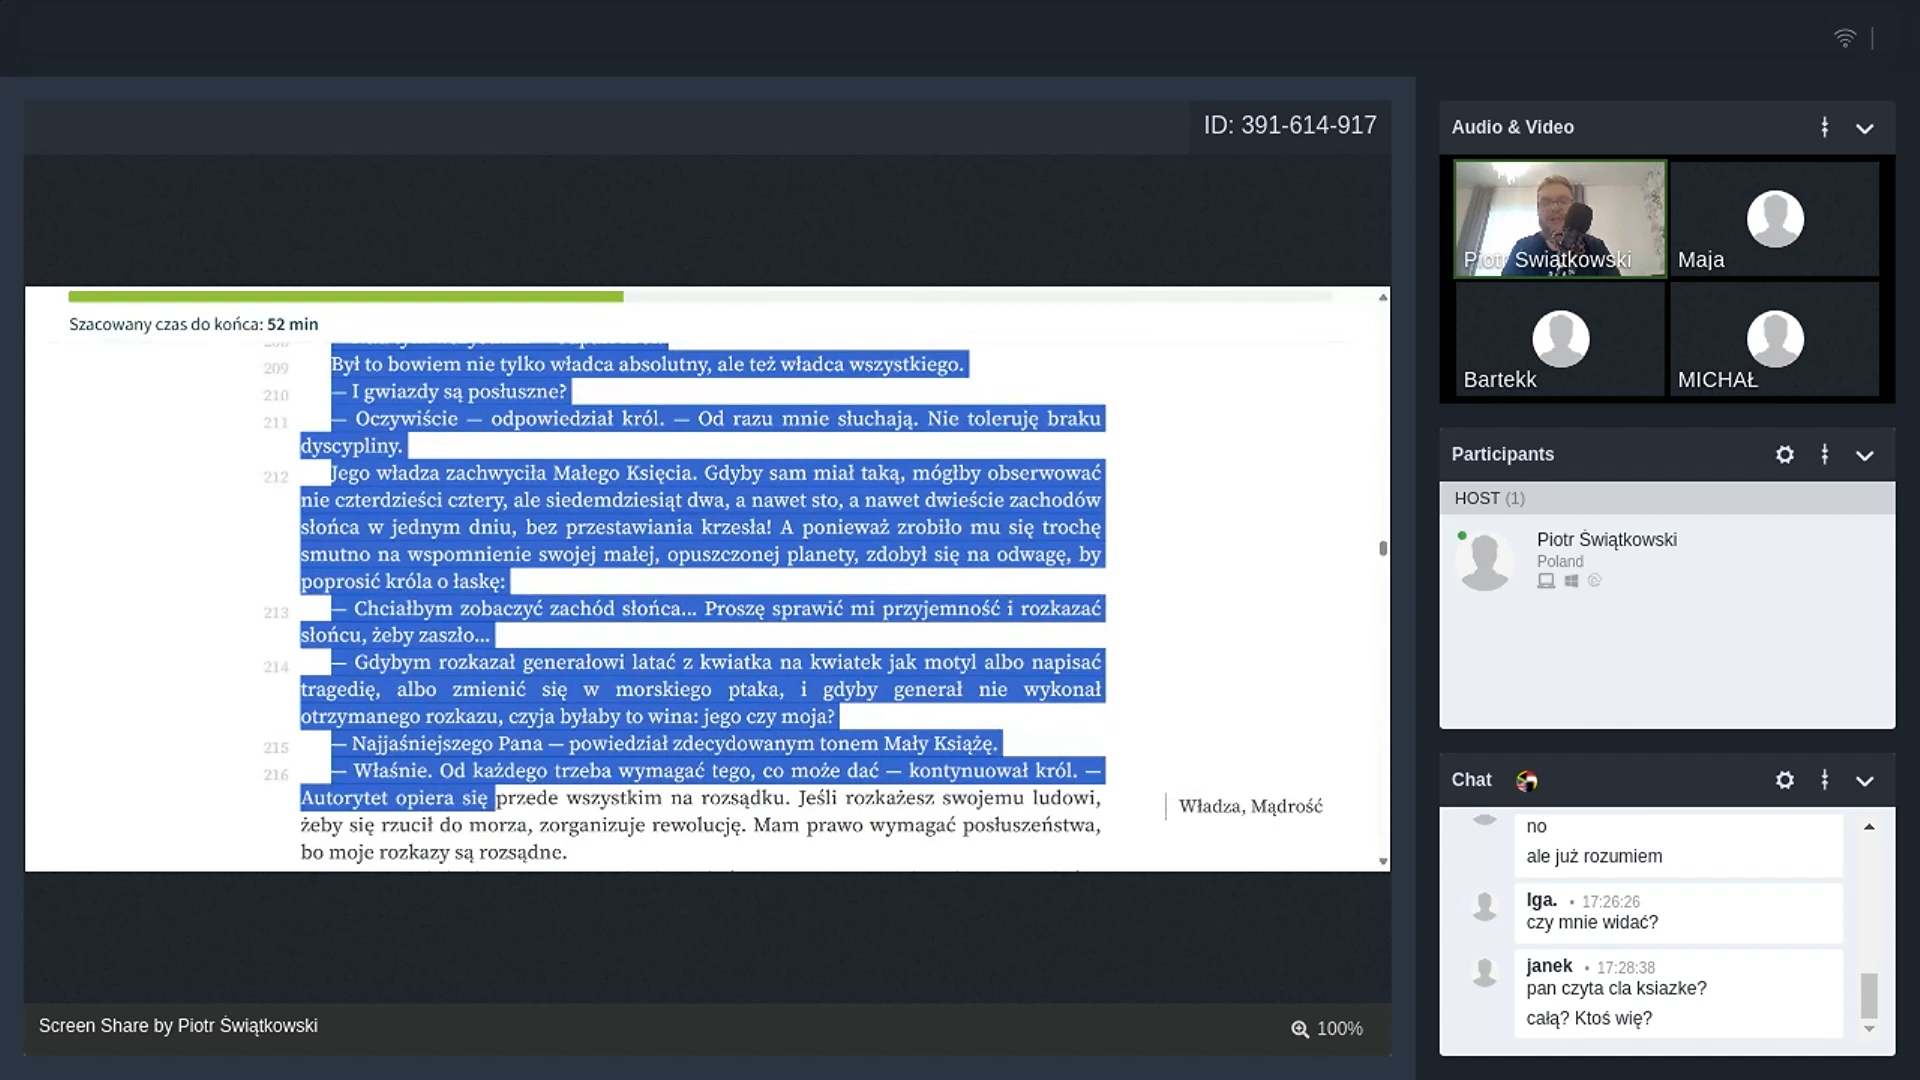 ID: 391-614-917
Szacowany czas do końca: 52 min
209 Był to bowiem nie tylko władca absolutny, ale też władca wszystkiego.
210 — I gwiazdy są posłuszne?
211 — Oczywiście — odpowiedział król. — Od razu mnie słuchają. Nie toleruję braku
dyscypliny.
212 Jego władza zachwyciła Małego Księcia. Gdyby sam miał taką, mógłby obserwować
nie czterdzieści cztery, ale siedemdziesiąt dwa, a nawet sto, a nawet dwieście zachodów
słońca w jednym dniu, bez przestawiania krzesła! A ponieważ zrobiło mu się trochę
smutno na wspomnienie swojej małej, opuszczonej planety, zdobył się na odwagę, by
poprosić króla o łaskę:
213 — Chciałbym zobaczyć zachód słońca... Proszę sprawić mi przyjemność i rozkazać
słońcu, żeby zaszło...
214 — Gdybym rozkazał generałowi latać z kwiatka na kwiatek jak motyl albo napisać
tragedię, albo zmienić się w morskiego ptaka, i gdyby generał nie wykonał
otrzymanego rozkazu, czyja byłaby to wina: jego czy moja?
215 — Najjaśniejszego Pana — powiedział zdecydowanym tonem Mały Książę.
216 — Właśnie. Od każdego trzeba wymagać tego, co może dać — kontynuował król. —
Autorytet opiera się przede wszystkim na rozsądku. Jeśli rozkażesz swojemu ludowi,
żeby się rzucił do morza, zorganizuje rewolucję. Mam prawo wymagać posłuszeństwa,
bo moje rozkazy są rozsądne.
Władza, Mądrość
Screen Share by Piotr Świątkowski
100%
Audio & Video
Piotr Świątkowski
Maja
Bartekk
MICHAŁ
Participants
HOST (1)
Piotr Świątkowski
Poland
Chat
no
ale już rozumiem
Iga. • 17:26:26
czy mnie widać?
janek • 17:28:38
pan czyta cla ksiazke?
całą? Ktoś wię?